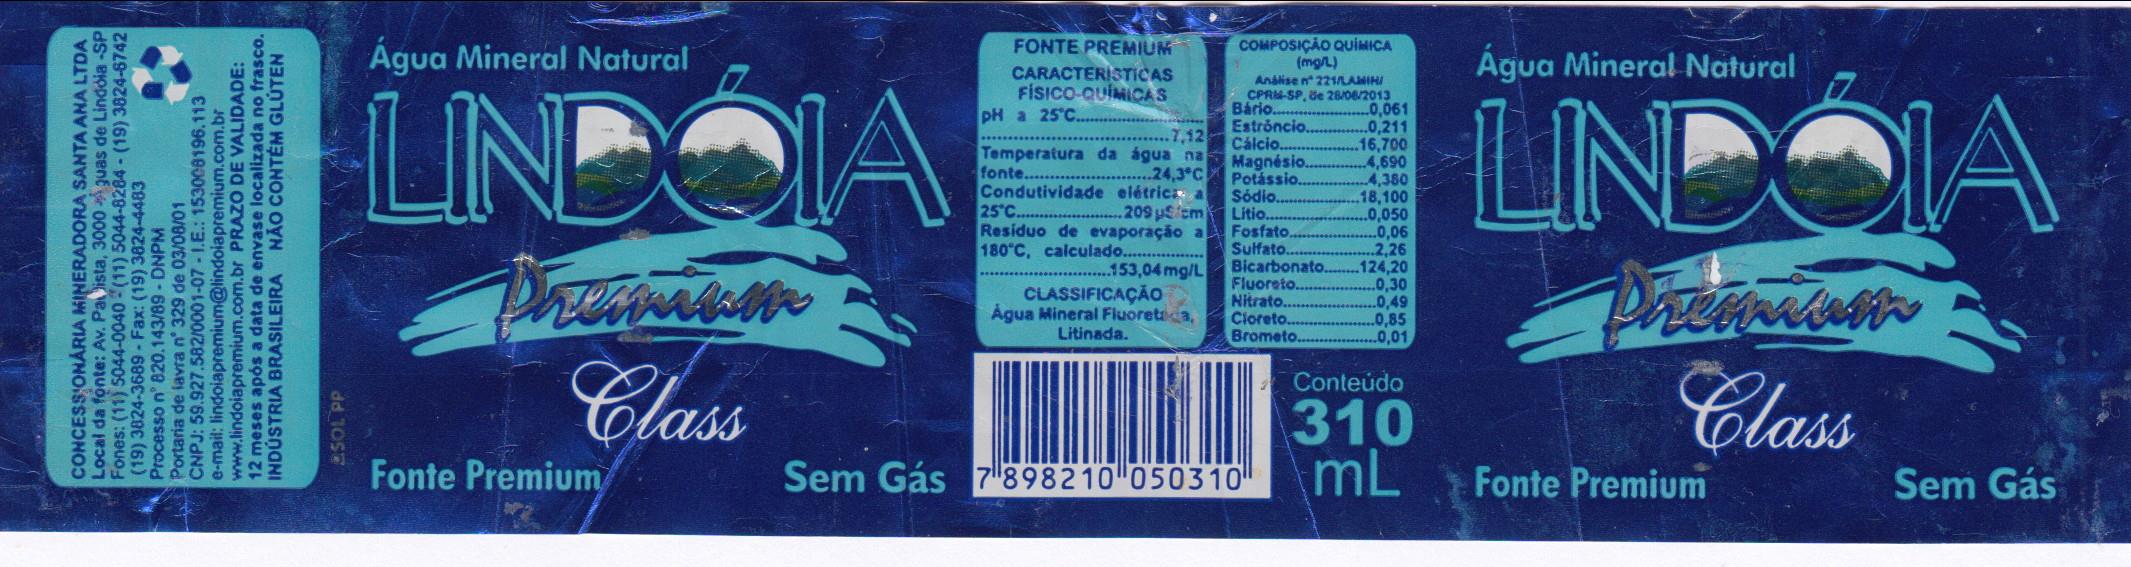 CONCESSIONÁRIA MINERADORA SANTA ANA LTDA
Local da fonte: Av. Paulista, 3000 Águas de Lindóia -SP
Fones: (11) 5044-0040 - (11) 5044-8284 - (19) 3824-6742
(19) 3824-3689 - Fax: (19) 3824-4483
Processo n° 820.143/89 - DNPM
Portaria de lavra n° 329 de 03/08/01
CNPJ: 59.927.582/0001-07 - I.E.: 153008196.113
e-mail: lindoiapremium@lindoiapremium.com.br
www.lindoiapremium.com.br PRAZO DE VALIDADE:
12 meses após a data de envase localizada no frasco.
INDÚSTRIA BRASILEIRA NÃO CONTÉM GLÚTEN
Água Mineral Natural
LINDÓIA
Premium
Class
Fonte Premium
Sem Gás
FONTE PREMIUM
CARACTERÍSTICAS
FÍSICO-QUÍMICAS
pH a 25°C....................
....................7,12
Temperatura da água na
fonte....................24,3°C
Condutividade elétrica a
25°C....................209 µS/cm
Resíduo de evaporação a
180°C, calculado..............
....................153,04mg/L
CLASSIFICAÇÃO
Água Mineral Fluoretada,
Litinada.
7 898210 050310
COMPOSIÇÃO QUÍMICA
(mg/L)
Análise n° 221/LAMIN/
CPRM-SP, de 28/06/2013
Bário....................0,061
Estrôncio...............0,211
Cálcio....................16,700
Magnésio...............4,690
Potássio.................4,380
Sódio....................18,100
Lítio......................0,050
Fosfato..................0,06
Sulfato...................2,26
Bicarbonato.......124,20
Fluoreto..................0,30
Nitrato....................0,49
Cloreto...................0,85
Brometo.................0,01
Conteúdo
310
mL
Água Mineral Natural
LINDÓIA
Premium
Class
Fonte Premium
Sem Gás